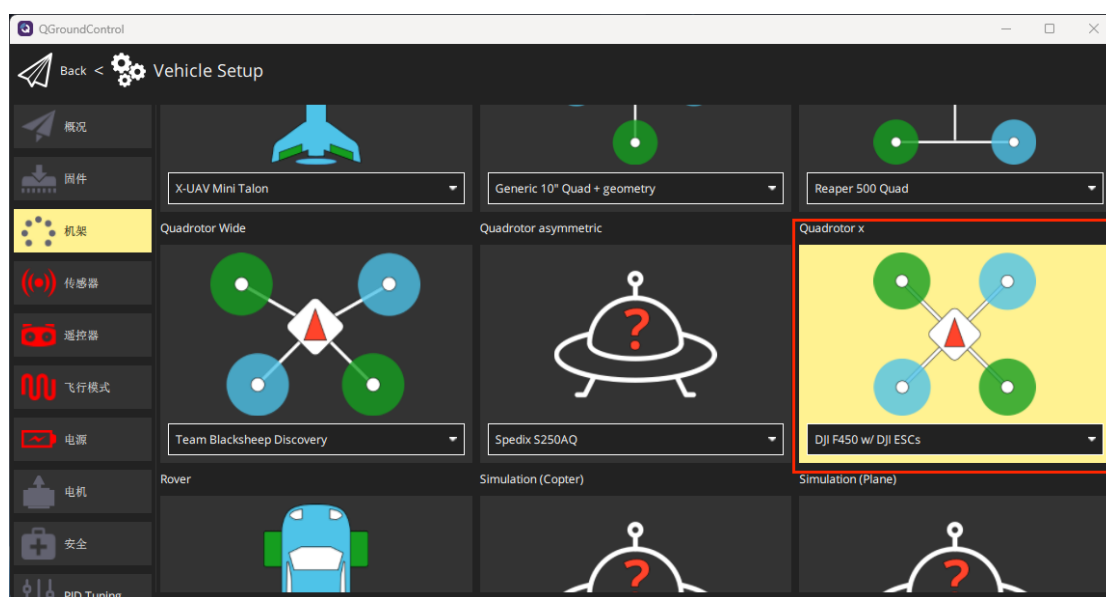 QGroundControl
Back < Vehicle Setup
概况
固件
机架
传感器
遥控器
飞行模式
电源
电机
安全
PID Tuning
X-UAV Mini Talon
Generic 10" Quad + geometry
Reaper 500 Quad
Quadrotor Wide
Quadrotor asymmetric
Quadrotor x
?
Team Blacksheep Discovery
Spedix S250AQ
DJI F450 w/ DJI ESCs
Rover
Simulation (Copter)
Simulation (Plane)
?
?